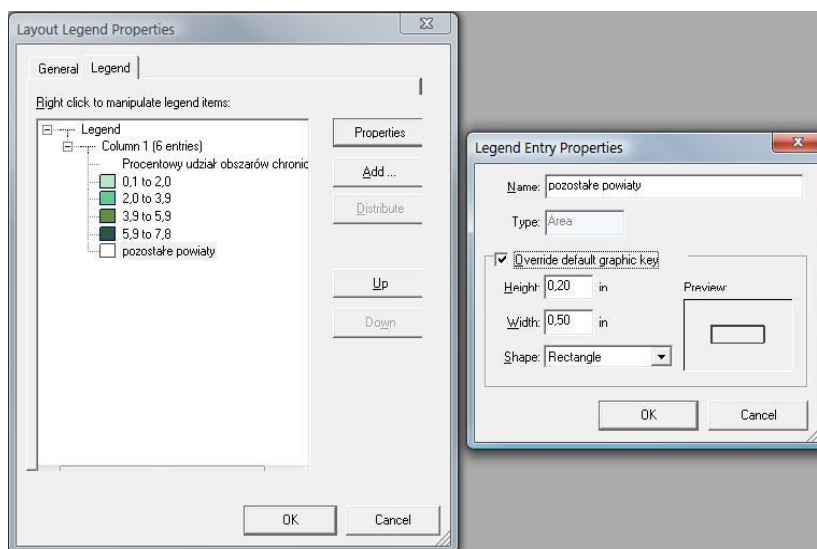 Layout Legend Properties
General Legend
Right click to manipulate legend items:
Legend
Column 1 (6 entries)
Procentowy udział obszarów chronic
0,1 to 2,0
2,0 to 3,9
3,9 to 5,9
5,9 to 7,8
pozostałe powiaty
Properties
Add ...
Distribute
Up
Down
OK Cancel
Legend Entry Properties
Name: pozostałe powiaty
Type: Area
Override default graphic key
Height: 0,20 in Preview:
Width: 0,50 in
Shape: Rectangle
OK Cancel